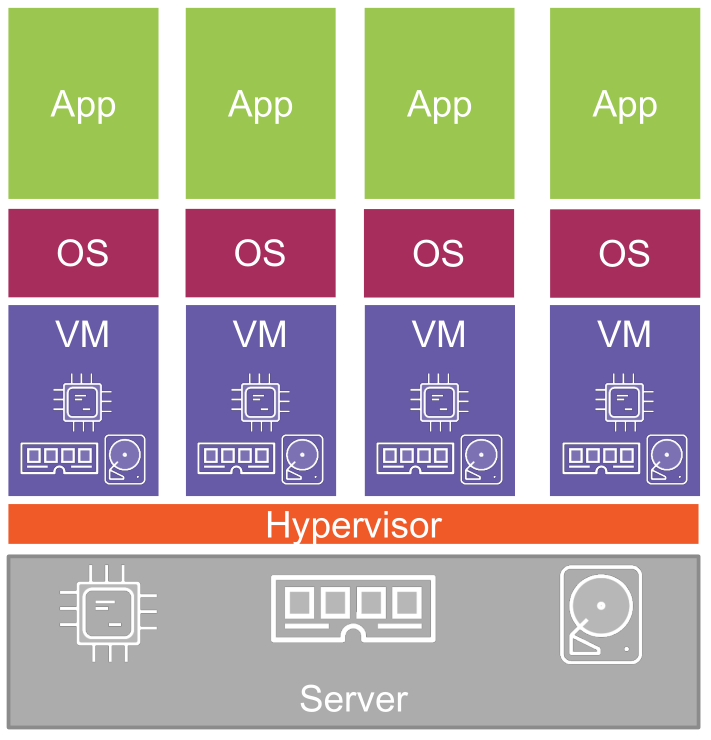 App App App App
OS OS OS OS
VM VM VM VM
Hypervisor
Server